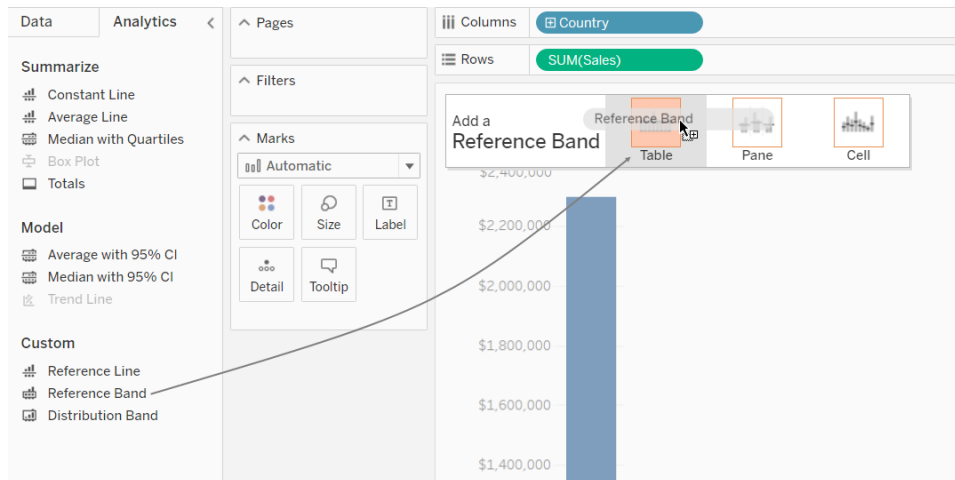 Data
Analytics
Summarize
Constant Line
Average Line
Median with Quartiles
Box Plot
Totals
Model
Average with 95% CI
Median with 95% CI
Trend Line
Custom
Reference Line
Reference Band
Distribution Band
Pages
Filters
Marks
Automatic
Color
Size
Label
Detail
Tooltip
Columns
Country
Rows
SUM(Sales)
Add a
Reference Band
Reference Band
Table
Pane
Cell
$2,400,000
$2,200,000
$2,000,000
$1,800,000
$1,600,000
$1,400,000